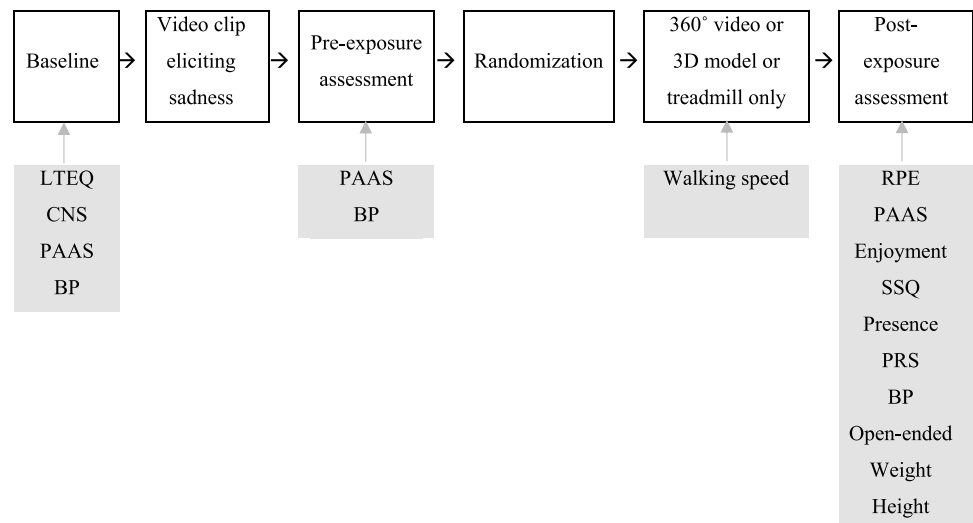 Baseline
Video clip
eliciting
sadness
Pre-exposure
assessment
Randomization
360˚ video or
3D model or
treadmill only
Post-
exposure
assessment
LTEQ
CNS
PAAS
BP
PAAS
BP
Walking speed
RPE
PAAS
Enjoyment
SSQ
Presence
PRS
BP
Open-ended
Weight
Height